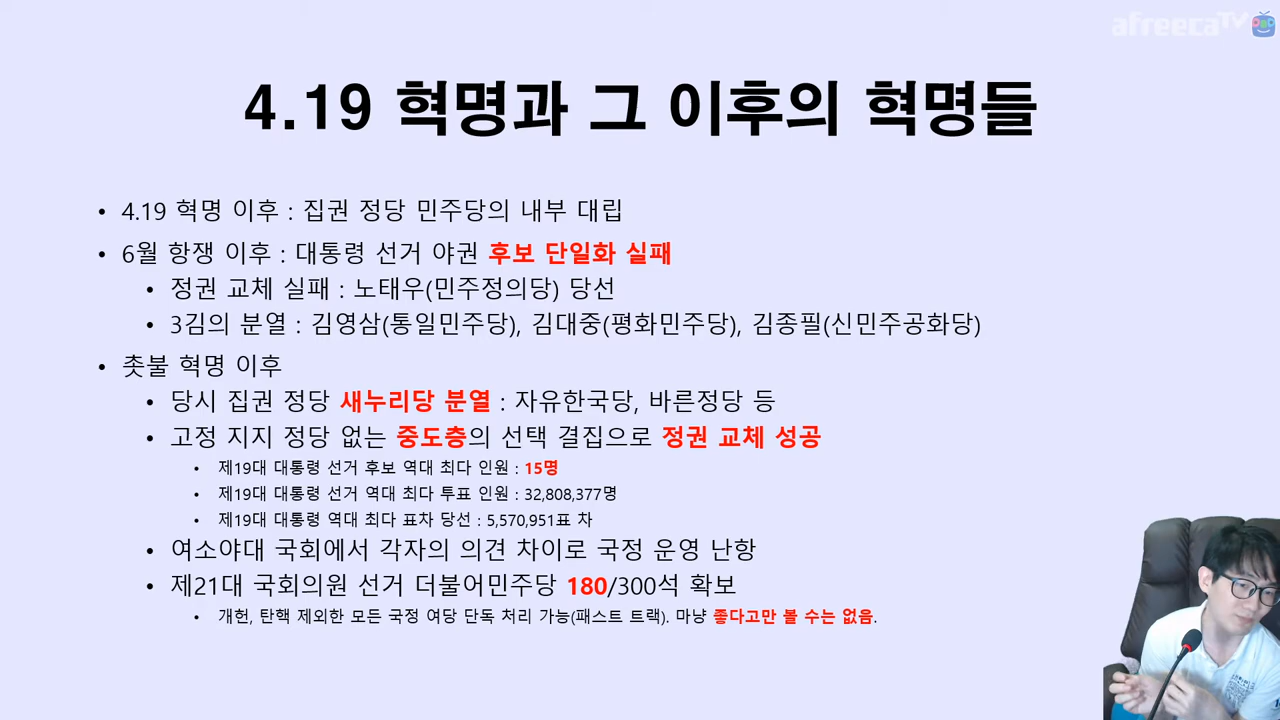 afreecaTV
4.19 혁명과 그 이후의 혁명들
• 4.19 혁명 이후 : 집권 정당 민주당의 내부 대립
• 6월 항쟁 이후 : 대통령 선거 야권 후보 단일화 실패
• 정권 교체 실패 : 노태우(민주정의당) 당선
• 3김의 분열 : 김영삼(통일민주당), 김대중(평화민주당), 김종필(신민주공화당)
• 촛불 혁명 이후
• 당시 집권 정당 새누리당 분열 : 자유한국당, 바른정당 등
• 고정 지지 정당 없는 중도층의 선택 결집으로 정권 교체 성공
• 제19대 대통령 선거 후보 역대 최다 인원 : 15명
• 제19대 대통령 선거 역대 최다 투표 인원 : 32,808,377명
• 제19대 대통령 역대 최다 표차 당선 : 5,570,951표 차
• 여소야대 국회에서 각자의 의견 차이로 국정 운영 난항
• 제21대 국회의원 선거 더불어민주당 180/300석 확보
• 개헌, 탄핵 제외한 모든 국정 여당 단독 처리 가능(패스트 트랙). 마냥 좋다고만 볼 수는 없음.